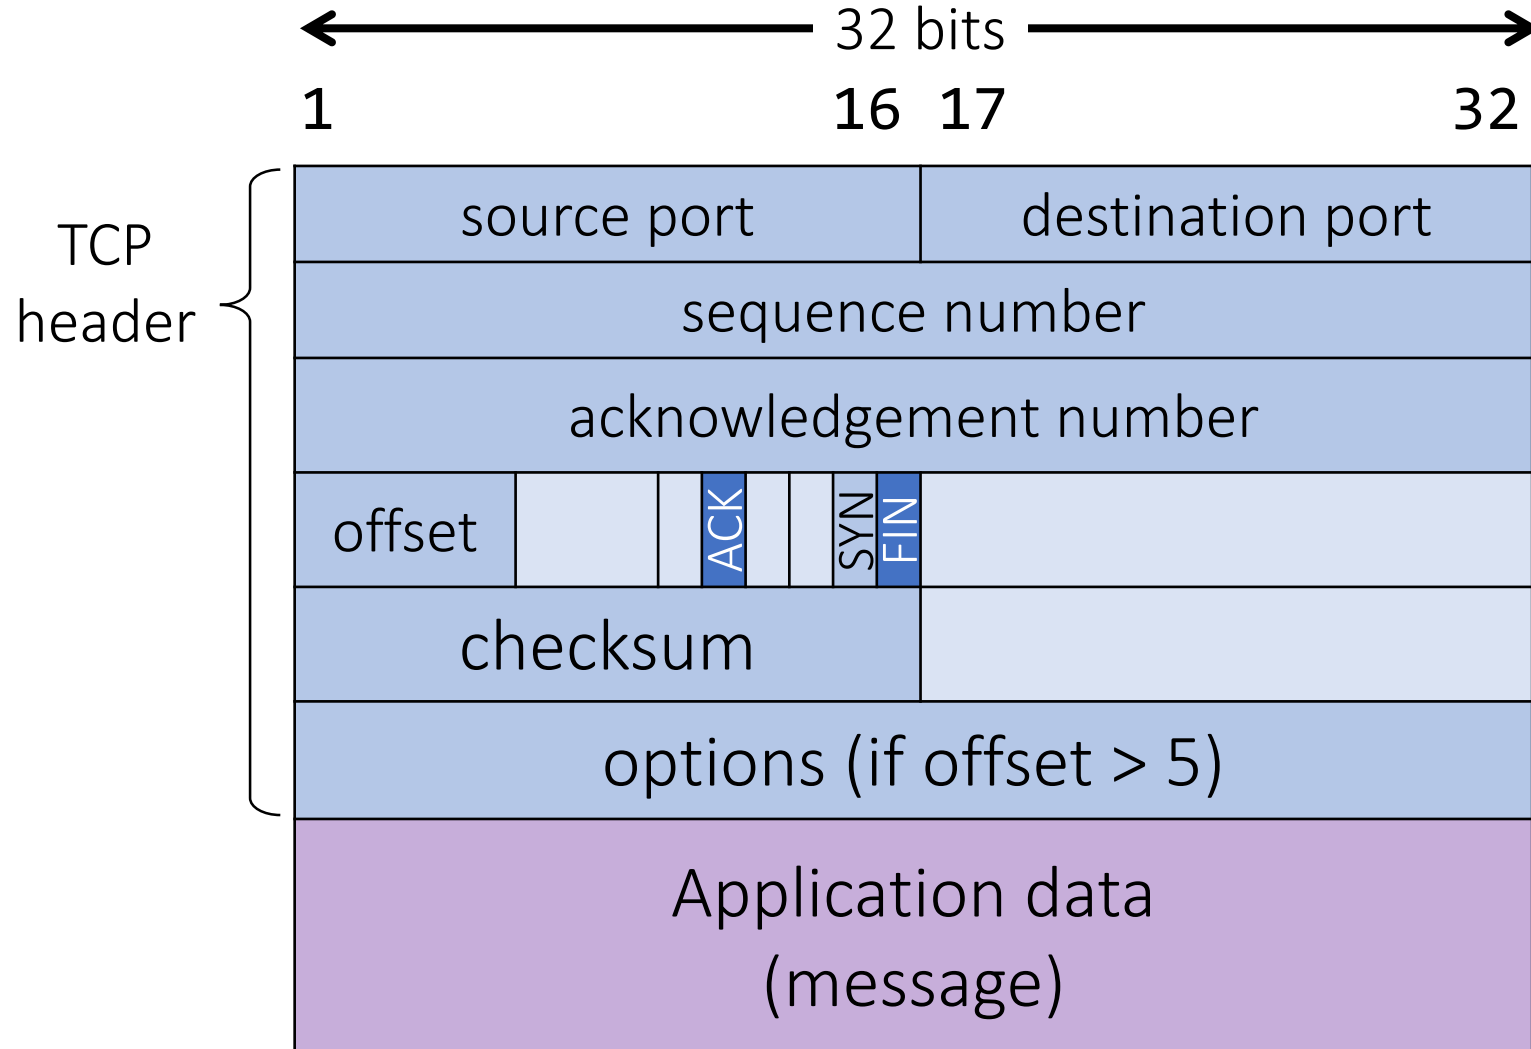 32 bits
1 16 17 32
TCP
header
source port destination port
sequence number
acknowledgement number
offset ACK SYN FIN
checksum
options (if offset > 5)
Application data
(message)